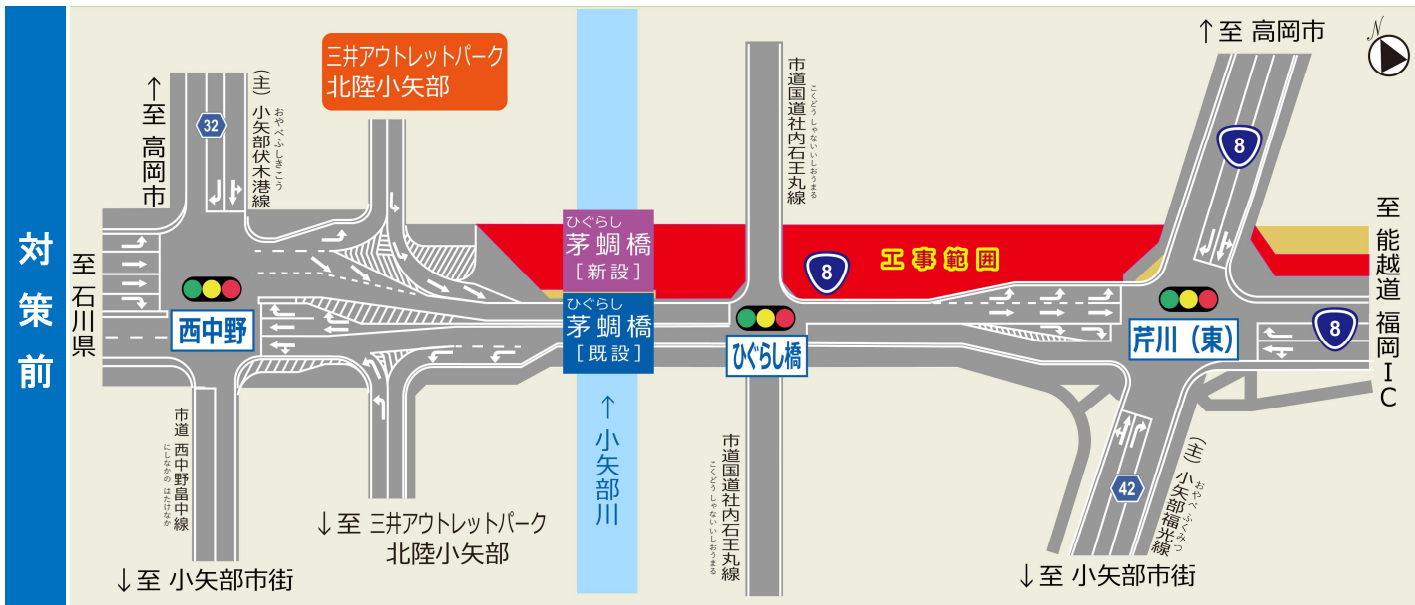 対策前
至 石川県
↑至 高岡市
32
(主) 小矢部伏木港線
おやべふしきこう
三井アウトレットパーク
北陸小矢部
西中野
市道 西中野畠中線
にしなかの はたけなか
↓至 小矢部市街
↓至 三井アウトレットパーク
北陸小矢部
ひぐらし
茅蜩橋
[新設]
ひぐらし
茅蜩橋
[既設]
↑小矢部川
市道国道社内石王丸線
こくどうしゃないいしおうまる
ひぐらし橋
市道国道社内石王丸線
こくどうしゃないいしおうまる
8
工事範囲
↑至 高岡市
8
N
芹川（東）
8
至 能越道 福岡IC
42
(主) 小矢部福光線
おやべふくみつ
↓至 小矢部市街